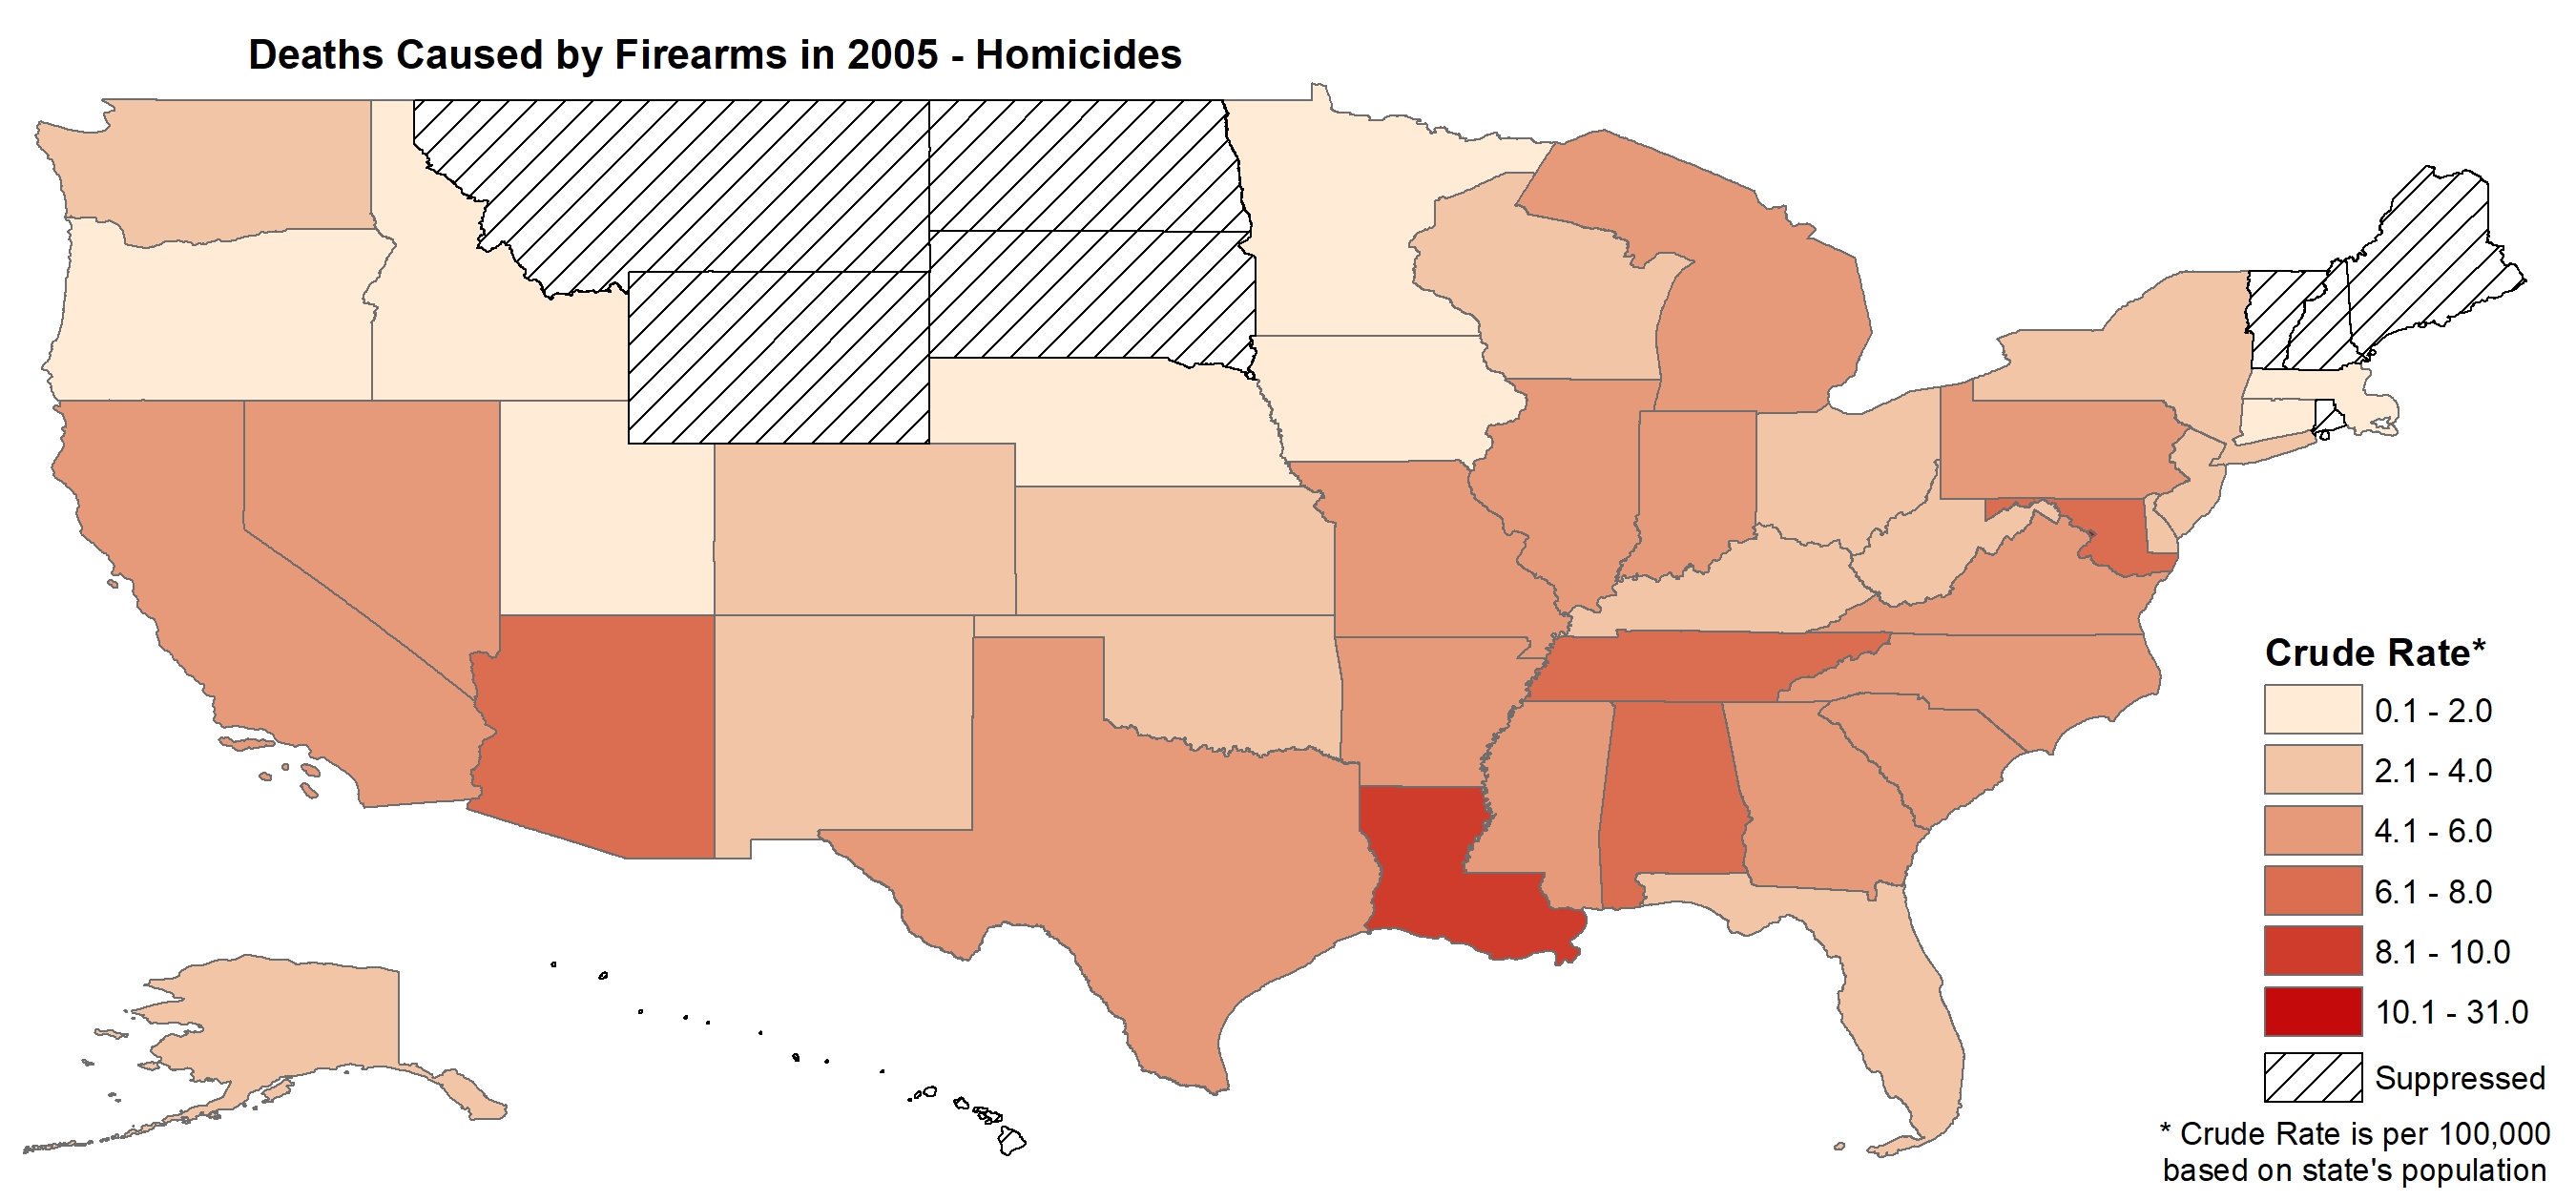 Deaths Caused by Firearms in 2005 - Homicides
Crude Rate*
0.1 - 2.0
2.1 - 4.0
4.1 - 6.0
6.1 - 8.0
8.1 - 10.0
10.1 - 31.0
Suppressed
* Crude Rate is per 100,000
based on state's population